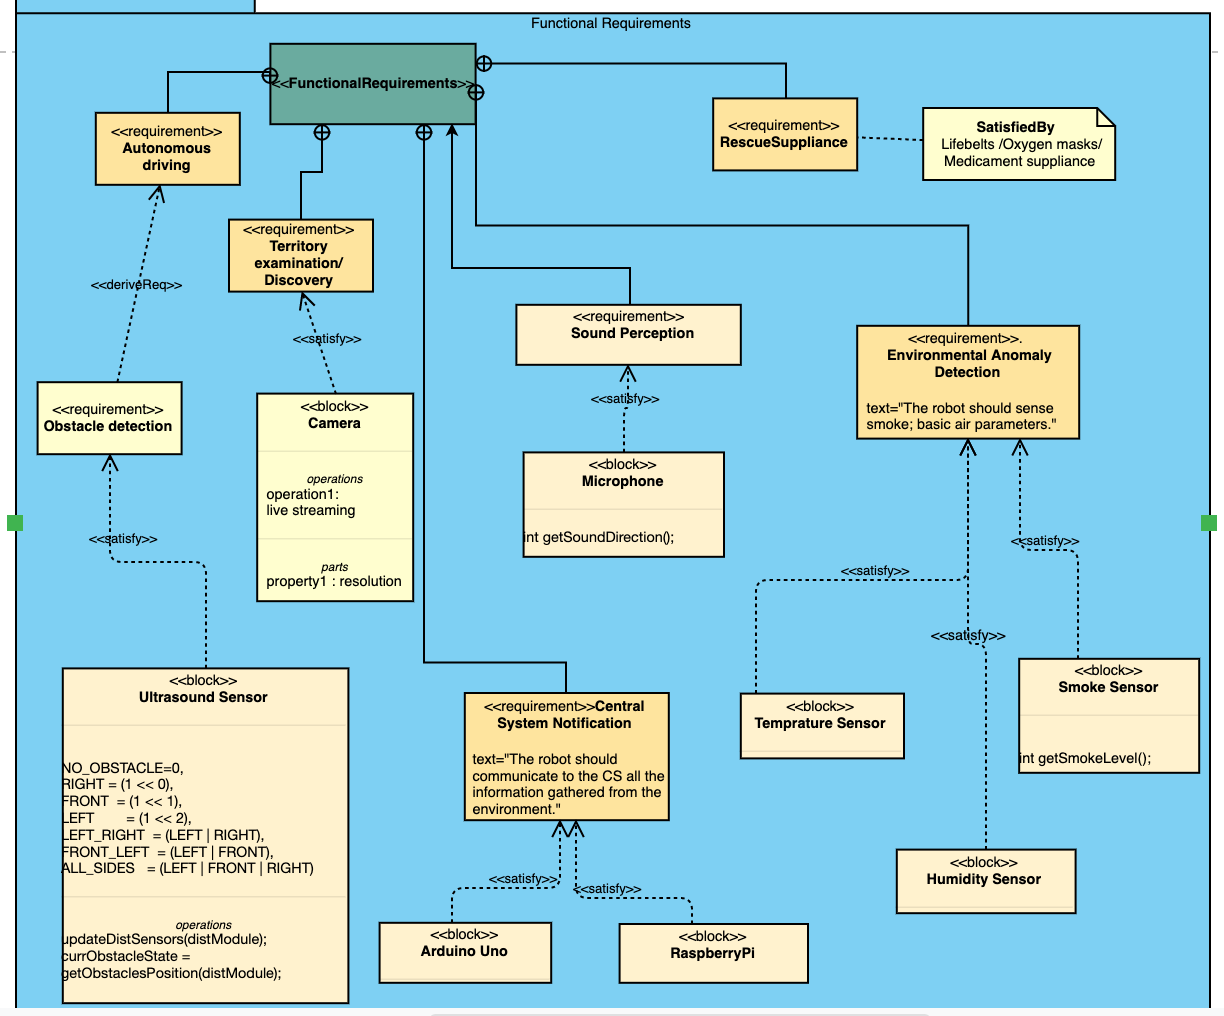 Functional Requirements
<<FunctionalRequirements>>
<<requirement>>
Autonomous
driving
<<requirement>>
RescueSuppliance
SatisfiedBy
Lifebelts /Oxygen masks/
Medicament suppliance
<<requirement>>
Territory
examination/
Discovery
<<deriveReq>>
<<satisfy>>
<<requirement>>
Sound Perception
<<requirement>>.
Environmental Anomaly
Detection
text="The robot should sense
smoke; basic air parameters."
<<requirement>>
Obstacle detection
<<block>>
Camera
operations
operation1:
live streaming
parts
property1 : resolution
<<satisfy>>
<<block>>
Microphone
int getSoundDirection();
<<satisfy>>
<<satisfy>>
<<satisfy>>
<<satisfy>>
<<block>>
Ultrasound Sensor
NO_OBSTACLE=0,
RIGHT = (1 << 0),
FRONT = (1 << 1),
LEFT = (1 << 2),
LEFT_RIGHT = (LEFT | RIGHT),
FRONT_LEFT = (LEFT | FRONT),
ALL_SIDES = (LEFT | FRONT | RIGHT)
operations
updateDistSensors(distModule);
currObstacleState =
getObstaclesPosition(distModule);
<<requirement>>Central
System Notification
text="The robot should
communicate to the CS all the
information gathered from the
environment."
<<block>>
Temprature Sensor
<<block>>
Smoke Sensor
int getSmokeLevel();
<<satisfy>>
<<satisfy>>
<<block>>
Humidity Sensor
<<block>>
Arduino Uno
<<block>>
RaspberryPi